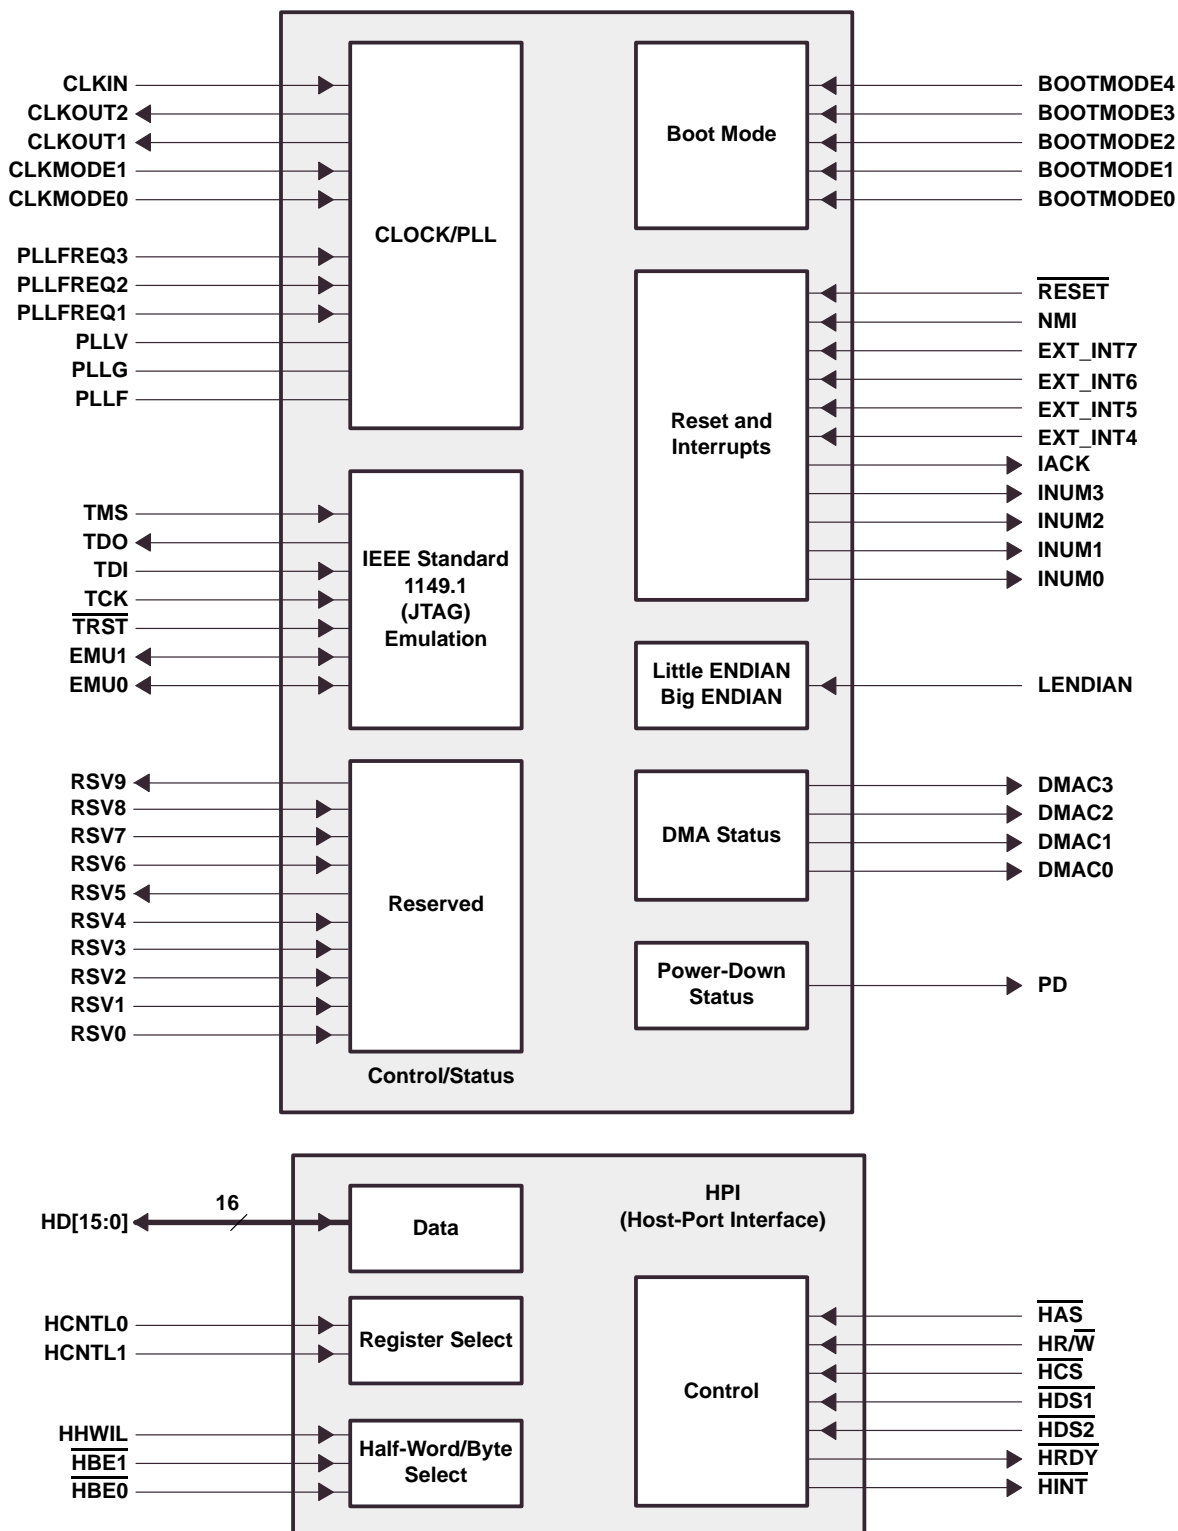 CLKIN
CLKOUT2
CLKOUT1
CLKMODE1
CLKMODE0
PLLFREQ3
PLLFREQ2
PLLFREQ1
PLLV
PLLG
PLLF
CLOCK/PLL
TMS
TDO
TDI
TCK
TRST
EMU1
EMU0
IEEE Standard
1149.1
(JTAG)
Emulation
RSV9
RSV8
RSV7
RSV6
RSV5
RSV4
RSV3
RSV2
RSV1
RSV0
Reserved
Control/Status
Boot Mode
BOOTMODE4
BOOTMODE3
BOOTMODE2
BOOTMODE1
BOOTMODE0
Reset and
Interrupts
RESET
NMI
EXT_INT7
EXT_INT6
EXT_INT5
EXT_INT4
IACK
INUM3
INUM2
INUM1
INUM0
Little ENDIAN
Big ENDIAN
LENDIAN
DMA Status
DMAC3
DMAC2
DMAC1
DMAC0
Power-Down
Status
PD
HD[15:0]
16
Data
HPI
(Host-Port Interface)
HCNTL0
HCNTL1
Register Select
HHWIL
HBE1
HBE0
Half-Word/Byte
Select
Control
HAS
HR/W
HCS
HDS1
HDS2
HRDY
HINT